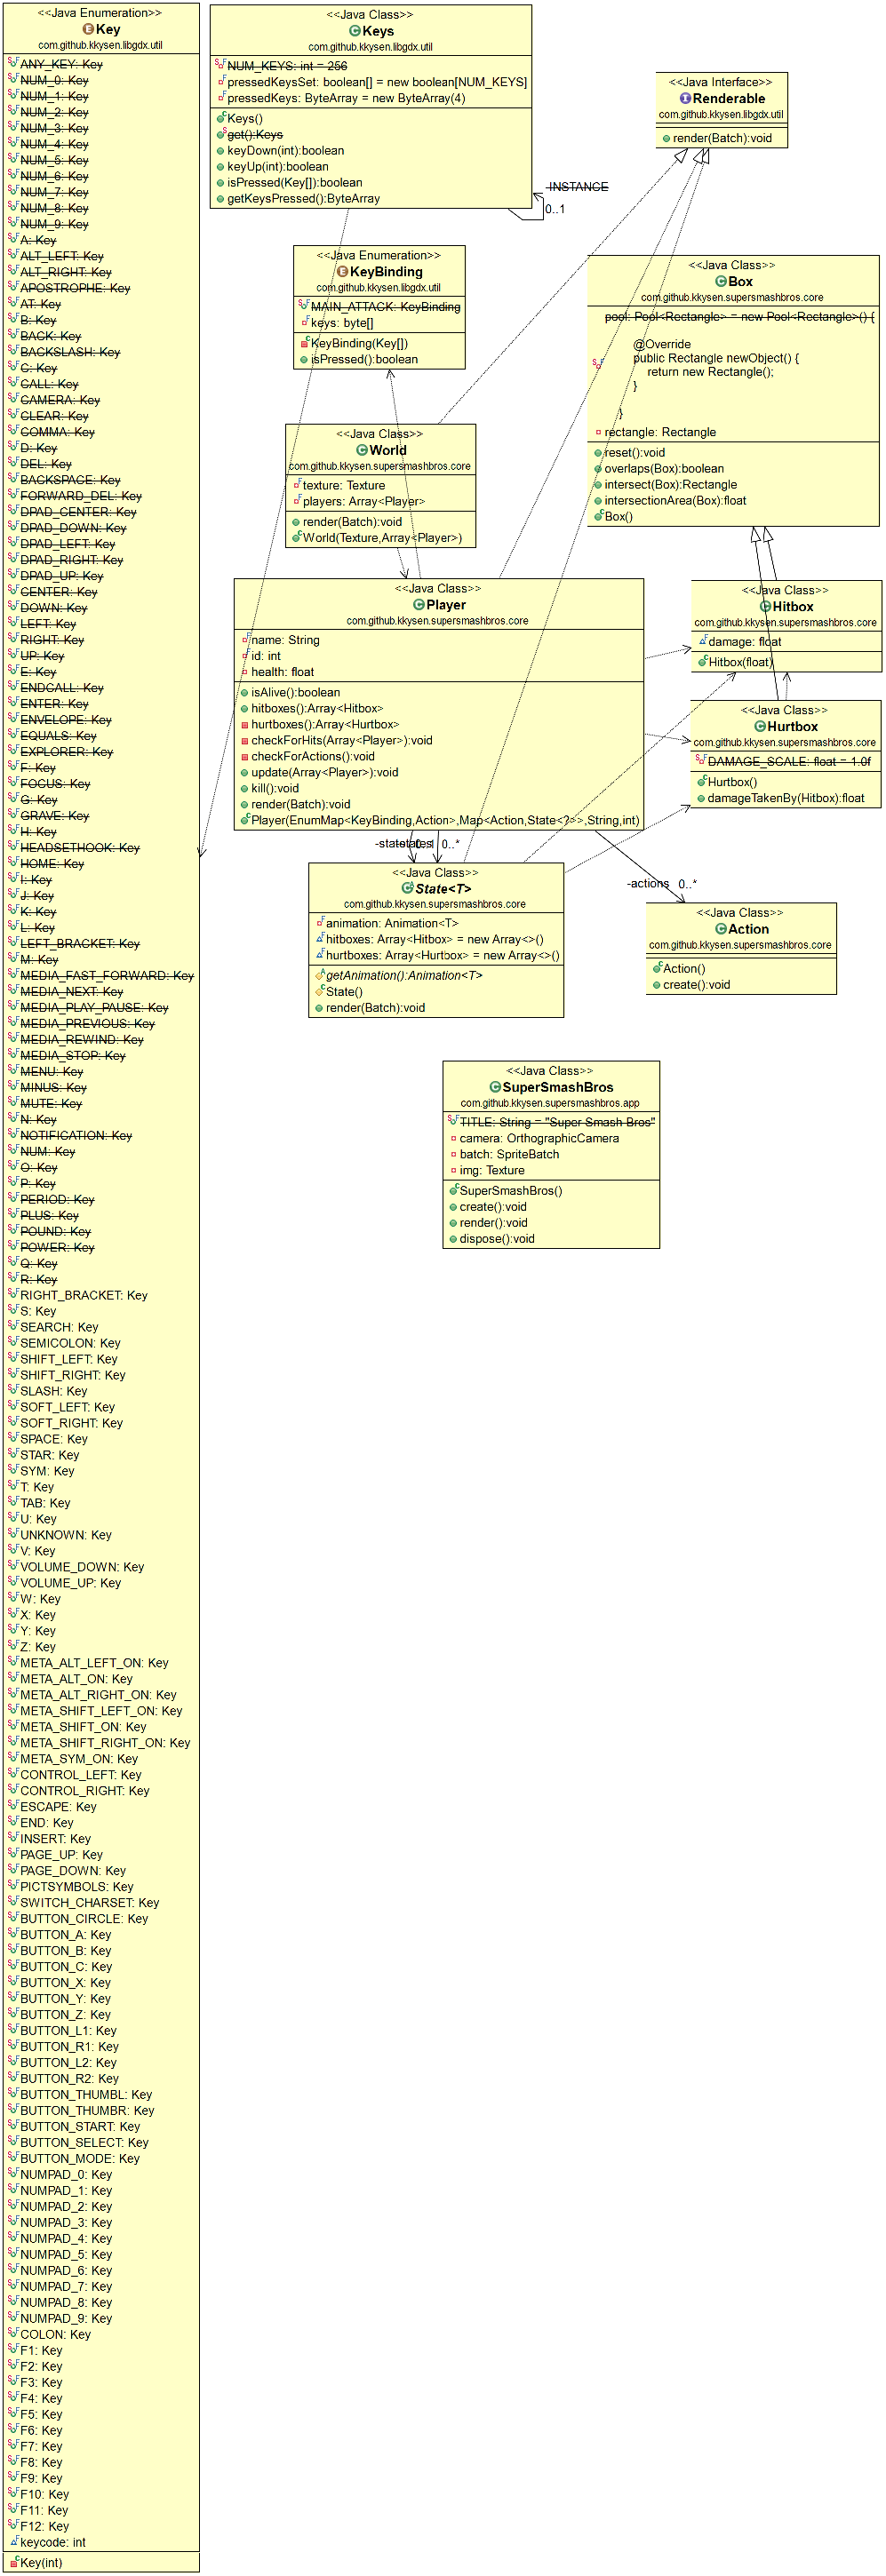 <<Java Enumeration>>
Key
com.github.kkysen.libgdx.util
ANY_KEY: Key
NUM_0: Key
NUM_1: Key
NUM_2: Key
NUM_3: Key
NUM_4: Key
NUM_5: Key
NUM_6: Key
NUM_7: Key
NUM_8: Key
NUM_9: Key
A: Key
ALT_LEFT: Key
ALT_RIGHT: Key
APOSTROPHE: Key
AT: Key
B: Key
BACK: Key
BACKSLASH: Key
C: Key
CALL: Key
CAMERA: Key
CLEAR: Key
COMMA: Key
D: Key
DEL: Key
BACKSPACE: Key
FORWARD_DEL: Key
DPAD_CENTER: Key
DPAD_DOWN: Key
DPAD_LEFT: Key
DPAD_RIGHT: Key
DPAD_UP: Key
CENTER: Key
DOWN: Key
LEFT: Key
RIGHT: Key
UP: Key
E: Key
ENDCALL: Key
ENTER: Key
ENVELOPE: Key
EQUALS: Key
EXPLORER: Key
F: Key
FOCUS: Key
G: Key
GRAVE: Key
H: Key
HEADSETHOOK: Key
HOME: Key
I: Key
J: Key
K: Key
L: Key
LEFT_BRACKET: Key
M: Key
MEDIA_FAST_FORWARD: Key
MEDIA_NEXT: Key
MEDIA_PLAY_PAUSE: Key
MEDIA_PREVIOUS: Key
MEDIA_REWIND: Key
MEDIA_STOP: Key
MENU: Key
MINUS: Key
MUTE: Key
N: Key
NOTIFICATION: Key
NUM: Key
O: Key
P: Key
PERIOD: Key
PLUS: Key
POUND: Key
POWER: Key
Q: Key
R: Key
RIGHT_BRACKET: Key
S: Key
SEARCH: Key
SEMICOLON: Key
SHIFT_LEFT: Key
SHIFT_RIGHT: Key
SLASH: Key
SOFT_LEFT: Key
SOFT_RIGHT: Key
SPACE: Key
STAR: Key
SYM: Key
T: Key
TAB: Key
U: Key
UNKNOWN: Key
V: Key
VOLUME_DOWN: Key
VOLUME_UP: Key
W: Key
X: Key
Y: Key
Z: Key
META_ALT_LEFT_ON: Key
META_ALT_ON: Key
META_ALT_RIGHT_ON: Key
META_SHIFT_LEFT_ON: Key
META_SHIFT_ON: Key
META_SHIFT_RIGHT_ON: Key
META_SYM_ON: Key
CONTROL_LEFT: Key
CONTROL_RIGHT: Key
ESCAPE: Key
END: Key
INSERT: Key
PAGE_UP: Key
PAGE_DOWN: Key
PICTSYMBOLS: Key
SWITCH_CHARSET: Key
BUTTON_CIRCLE: Key
BUTTON_A: Key
BUTTON_B: Key
BUTTON_C: Key
BUTTON_X: Key
BUTTON_Y: Key
BUTTON_Z: Key
BUTTON_L1: Key
BUTTON_R1: Key
BUTTON_L2: Key
BUTTON_R2: Key
BUTTON_THUMBL: Key
BUTTON_THUMBR: Key
BUTTON_START: Key
BUTTON_SELECT: Key
BUTTON_MODE: Key
NUMPAD_0: Key
NUMPAD_1: Key
NUMPAD_2: Key
NUMPAD_3: Key
NUMPAD_4: Key
NUMPAD_5: Key
NUMPAD_6: Key
NUMPAD_7: Key
NUMPAD_8: Key
NUMPAD_9: Key
COLON: Key
F1: Key
F2: Key
F3: Key
F4: Key
F5: Key
F6: Key
F7: Key
F8: Key
F9: Key
F10: Key
F11: Key
F12: Key
keycode: int
Key(int)
<<Java Class>>
Keys
com.github.kkysen.libgdx.util
NUM_KEYS: int = 256
pressedKeysSet: boolean[] = new boolean[NUM_KEYS]
pressedKeys: ByteArray = new ByteArray(4)
Keys()
get():Keys
keyDown(int):boolean
keyUp(int):boolean
isPressed(Key[]):boolean
getKeysPressed():ByteArray
-INSTANCE
0..1
<<Java Interface>>
Renderable
com.github.kkysen.libgdx.util
render(Batch):void
<<Java Enumeration>>
KeyBinding
com.github.kkysen.libgdx.util
MAIN_ATTACK: KeyBinding
keys: byte[]
KeyBinding(Key[])
isPressed():boolean
<<Java Class>>
Box
com.github.kkysen.supersmashbros.core
pool: Pool<Rectangle> = new Pool<Rectangle>() {
@Override
public Rectangle newObject() {
return new Rectangle();
}
}
rectangle: Rectangle
reset():void
overlaps(Box):boolean
intersect(Box):Rectangle
intersectionArea(Box):float
Box()
<<Java Class>>
World
com.github.kkysen.supersmashbros.core
texture: Texture
players: Array<Player>
render(Batch):void
World(Texture,Array<Player>)
<<Java Class>>
Player
com.github.kkysen.supersmashbros.core
name: String
id: int
health: float
isAlive():boolean
hitboxes():Array<Hitbox>
hurtboxes():Array<Hurtbox>
checkForHits(Array<Player>):void
checkForActions():void
update(Array<Player>):void
kill():void
render(Batch):void
Player(EnumMap<KeyBinding,Action>,Map<Action,State<?>>,String,int)
<<Java Class>>
Hitbox
com.github.kkysen.supersmashbros.core
damage: float
Hitbox(float)
<<Java Class>>
Hurtbox
com.github.kkysen.supersmashbros.core
DAMAGE_SCALE: float = 1.0f
Hurtbox()
damageTakenBy(Hitbox):float
0..1
0..*
<<Java Class>>
State<T>
com.github.kkysen.supersmashbros.core
animation: Animation<T>
hitboxes: Array<Hitbox> = new Array<>()
hurtboxes: Array<Hurtbox> = new Array<>()
getAnimation():Animation<T>
State()
render(Batch):void
-actions
0..*
<<Java Class>>
Action
com.github.kkysen.supersmashbros.core
Action()
create():void
<<Java Class>>
SuperSmashBros
com.github.kkysen.supersmashbros.app
TITLE: String = "Super Smash Bros"
camera: OrthographicCamera
batch: SpriteBatch
img: Texture
SuperSmashBros()
create():void
render():void
dispose():void